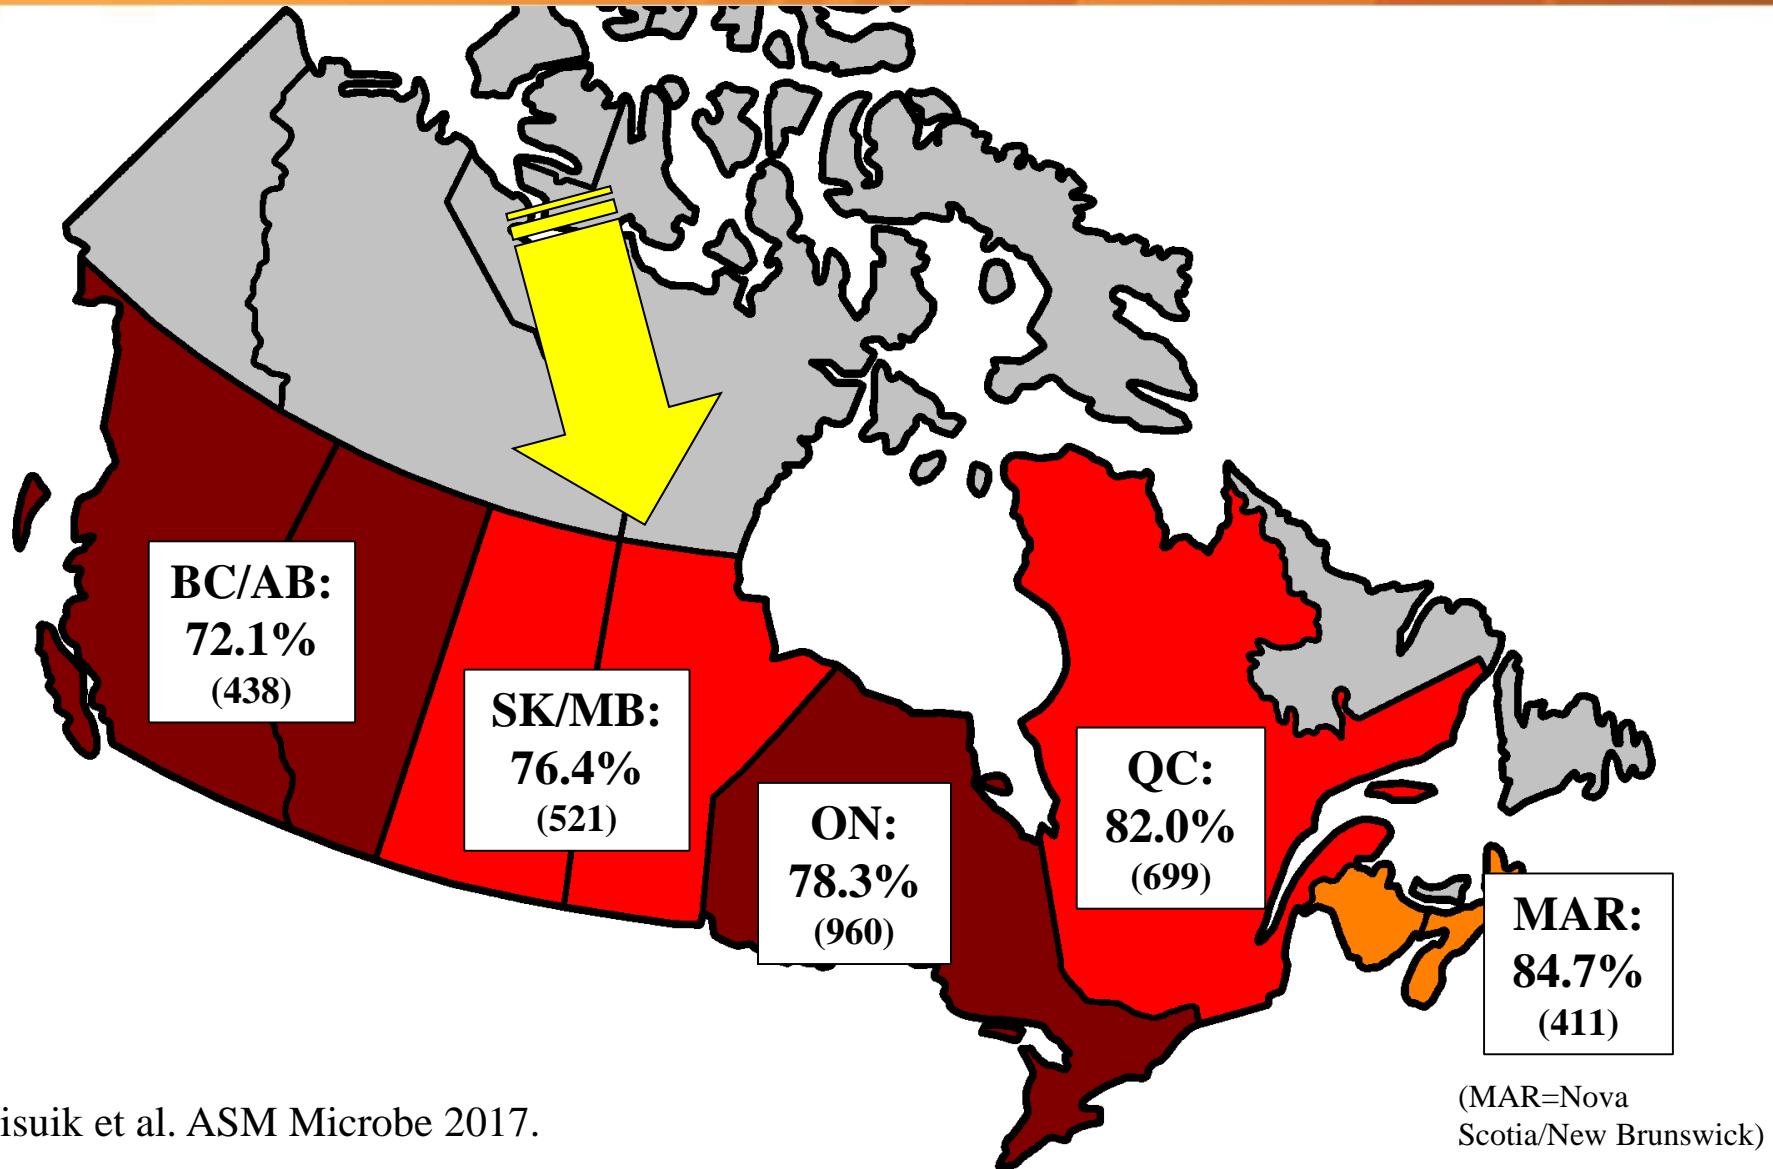 BC/AB:
72.1%
(438)
SK/MB:
76.4%
(521)
ON:
78.3%
(960)
QC:
82.0%
(699)
MAR:
84.7%
(411)
(MAR=Nova
Scotia/New Brunswick)
isuik et al. ASM Microbe 2017.